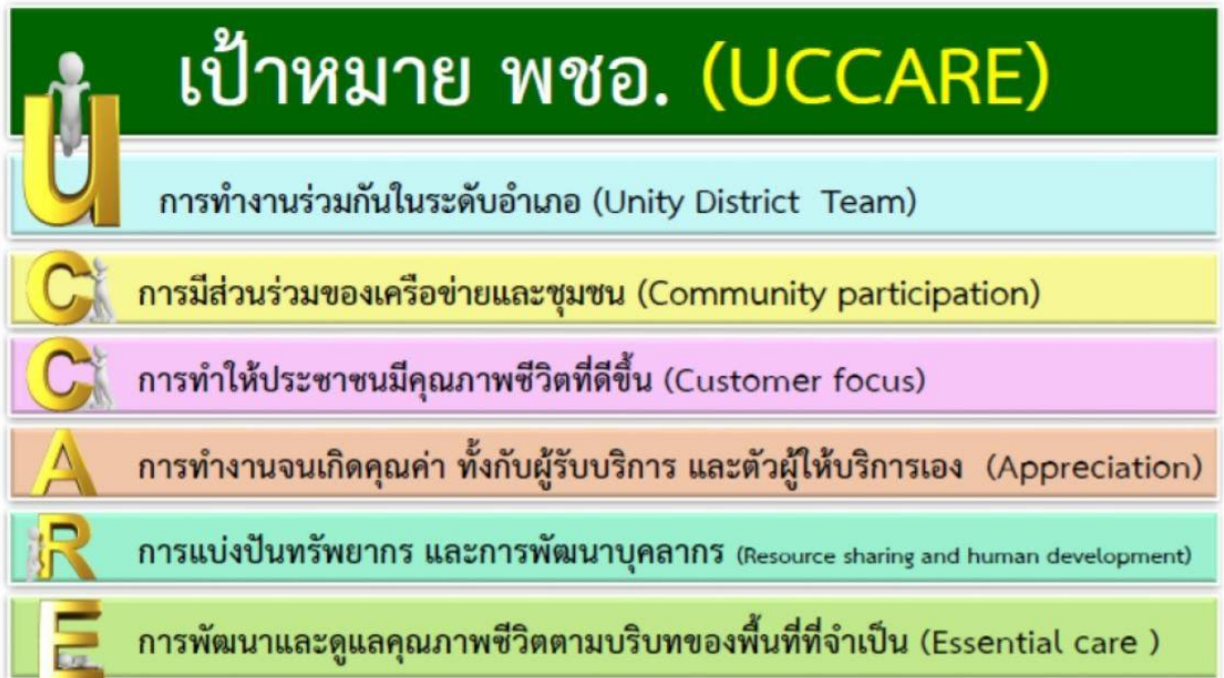 เป้าหมาย พชอ. (UCCARE)
U การทำงานร่วมกันในระดับอำเภอ (Unity District Team)
C การมีส่วนร่วมของเครือข่ายและชุมชน (Community participation)
C การทำให้ประชาชนมีคุณภาพชีวิตที่ดีขึ้น (Customer focus)
A การทำงานจนเกิดคุณค่า ทั้งกับผู้รับบริการ และตัวผู้ให้บริการเอง (Appreciation)
R การแบ่งปันทรัพยากร และการพัฒนาบุคลากร (Resource sharing and human development)
E การพัฒนาและดูแลคุณภาพชีวิตตามบริบทของพื้นที่ที่จำเป็น (Essential care )